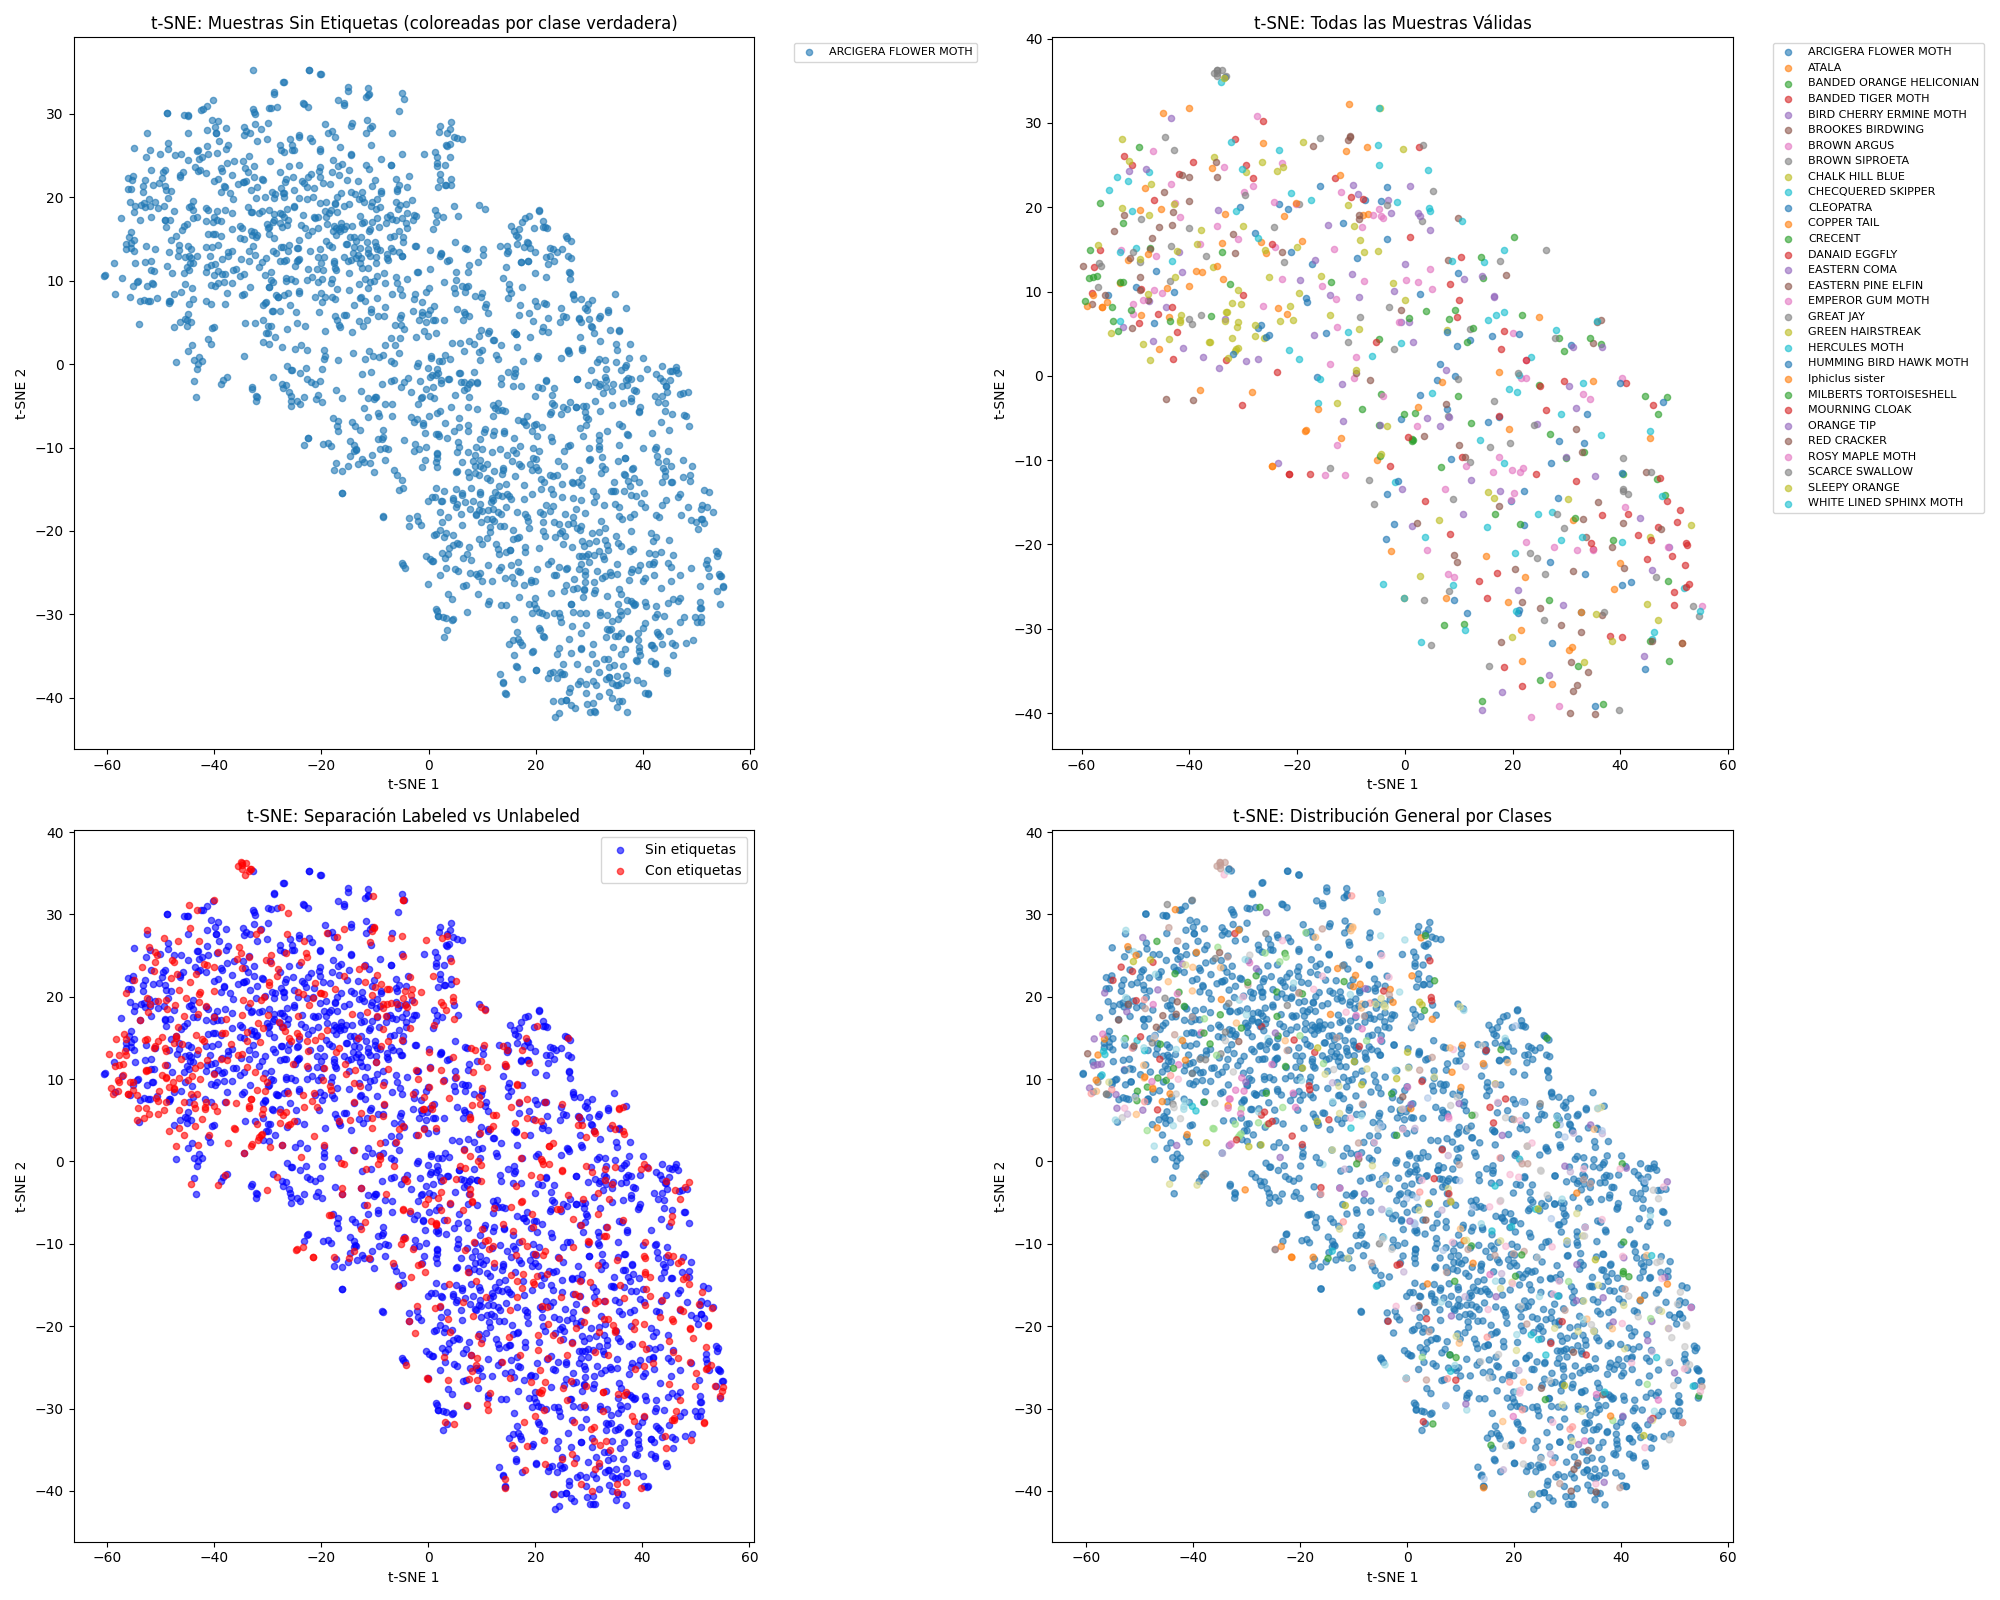 t-SNE: Muestras Sin Etiquetas (coloreadas por clase verdadera)
ARCIGERA FLOWER MOTH
30
20
10
0
−10
−20
−30
−40
t-SNE 2
−60 −40 −20 0 20 40 60
t-SNE 1
t-SNE: Todas las Muestras Válidas
ARCIGERA FLOWER MOTH
ATALA
BANDED ORANGE HELICONIAN
BANDED TIGER MOTH
BIRD CHERRY ERMINE MOTH
BROOKES BIRDWING
BROWN ARGUS
BROWN SIPROETA
CHALK HILL BLUE
CHECQUERED SKIPPER
CLEOPATRA
COPPER TAIL
CRECENT
DANAID EGGFLY
EASTERN COMA
EASTERN PINE ELFIN
EMPEROR GUM MOTH
GREAT JAY
GREEN HAIRSTREAK
HERCULES MOTH
HUMMING BIRD HAWK MOTH
Iphiclus sister
MILBERTS TORTOISESHELL
MOURNING CLOAK
ORANGE TIP
RED CRACKER
ROSY MAPLE MOTH
SCARCE SWALLOW
SLEEPY ORANGE
WHITE LINED SPHINX MOTH
40
30
20
10
0
−10
−20
−30
−40
t-SNE 2
−60 −40 −20 0 20 40 60
t-SNE 1
t-SNE: Separación Labeled vs Unlabeled
Sin etiquetas
Con etiquetas
40
30
20
10
0
−10
−20
−30
−40
t-SNE 2
−60 −40 −20 0 20 40 60
t-SNE 1
t-SNE: Distribución General por Clases
40
30
20
10
0
−10
−20
−30
−40
t-SNE 2
−60 −40 −20 0 20 40 60
t-SNE 1